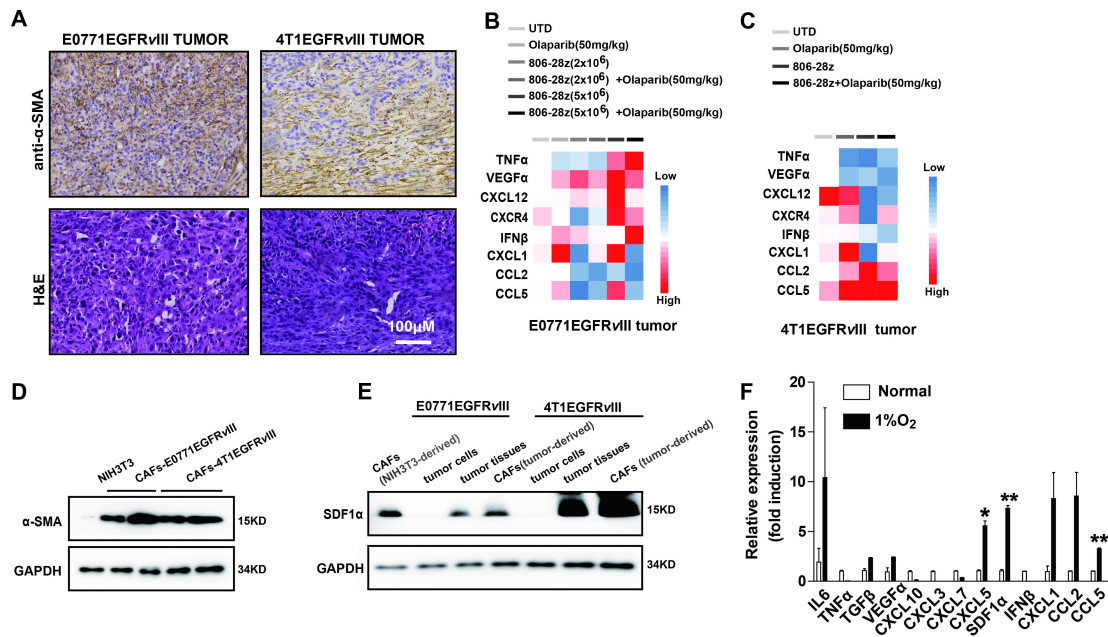 A
E0771EGFRvIII TUMOR
4T1EGFRvIII TUMOR
anti-α-SMA
H&E
100μM
B
UTD
Olaparib(50mg/kg)
806-28z(2x10⁶)
806-28z(2x10⁶) +Olaparib(50mg/kg)
806-28z(5x10⁶)
806-28z(5x10⁶) +Olaparib(50mg/kg)
TNFα
VEGFα
CXCL12
CXCR4
IFNβ
CXCL1
CCL2
CCL5
Low
High
E0771EGFRvIII tumor
C
UTD
Olaparib(50mg/kg)
806-28z
806-28z+Olaparib(50mg/kg)
TNFα
VEGFα
CXCL12
CXCR4
IFNβ
CXCL1
CCL2
CCL5
Low
High
4T1EGFRvIII tumor
D
NIH3T3
CAFs-E0771EGFRvIII
CAFs-4T1EGFRvIII
α-SMA
15KD
GAPDH
34KD
E
E0771EGFRvIII
4T1EGFRvIII
CAFs
(NIH3T3-derived)
tumor cells
tumor tissues
CAFs(tumor-derived)
tumor cells
tumor tissues
CAFs (tumor-derived)
SDF1α
15KD
GAPDH
34KD
F
Normal
1%O₂
Relative expression
(fold induction)
20
15
10
5
0
*
**
**
IL6
TNFα
TGFβ
VEGFα
CXCL10
CXCL3
CXCL7
CXCL5
SDF1α
IFNβ
CXCL1
CCL2
CCL5